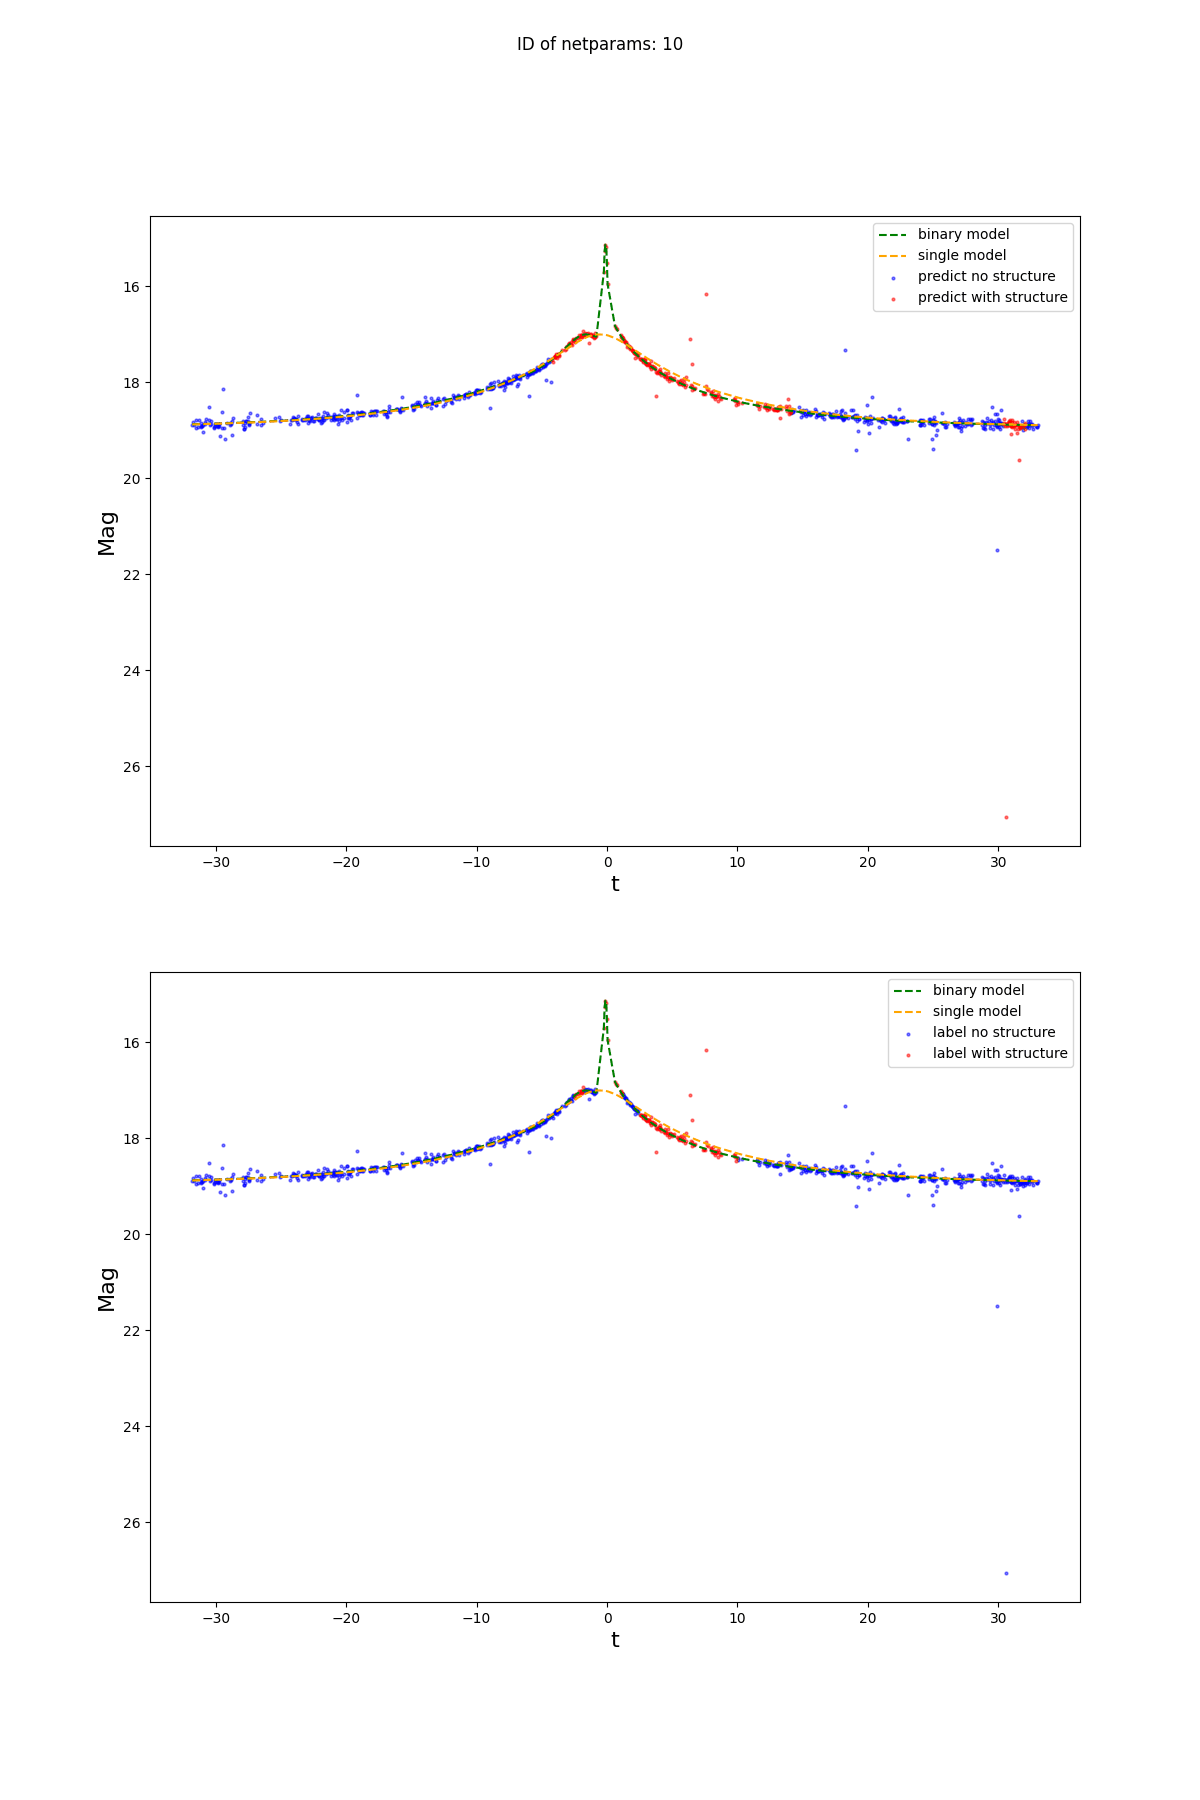 ID of netparams: 10
binary model
single model
predict no structure
predict with structure
16
18
20
22
24
26
Mag
−30
−20
−10
0
10
20
30
t
binary model
single model
label no structure
label with structure
16
18
20
22
24
26
Mag
−30
−20
−10
0
10
20
30
t